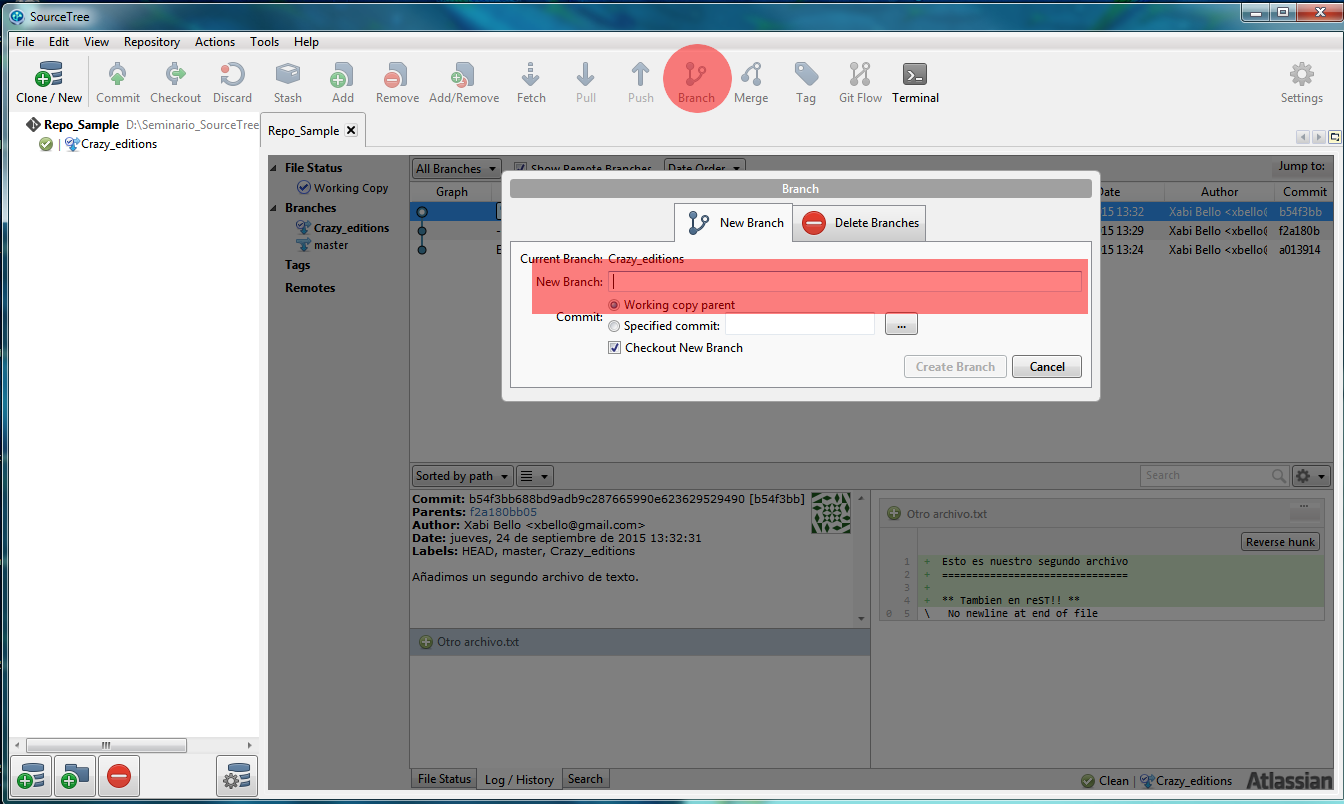 SourceTree
File Edit View Repository Actions Tools Help
Clone / New Commit Checkout Discard Stash Add Remove Add/Remove Fetch Pull Push Branch Merge Tag Git Flow Terminal Settings
Repo_Sample D:\Seminario_SourceTree
Crazy_editions
Repo_Sample
File Status
Working Copy
Branches
Crazy_editions
master
Tags
Remotes
All Branches Show Remote Branches Date Order Jump to:
Graph Date Author Commit
15 13:32 Xabi Bello <xbello@ b54f3bb
15 13:29 Xabi Bello <xbello@ f2a180b
15 13:24 Xabi Bello <xbello@ a013914
Branch
New Branch Delete Branches
Current Branch: Crazy_editions
New Branch:
Working copy parent
Commit:
Specified commit: ...
Checkout New Branch
Create Branch Cancel
Sorted by path Search
Commit: b54f3bb688bd9adb9c287665990e623629529490 [b54f3bb]
Parents: f2a180bb05
Author: Xabi Bello <xbello@gmail.com>
Date: jueves, 24 de septiembre de 2015 13:32:31
Labels: HEAD, master, Crazy_editions
Añadimos un segundo archivo de texto.
Otro archivo.txt
Otro archivo.txt ...
Reverse hunk
1 + Esto es nuestro segundo archivo
2 + ===============================
3 +
4 + ** Tambien en reST!! **
0 5 \ No newline at end of file
File Status Log / History Search
Clean Crazy_editions Atlassian